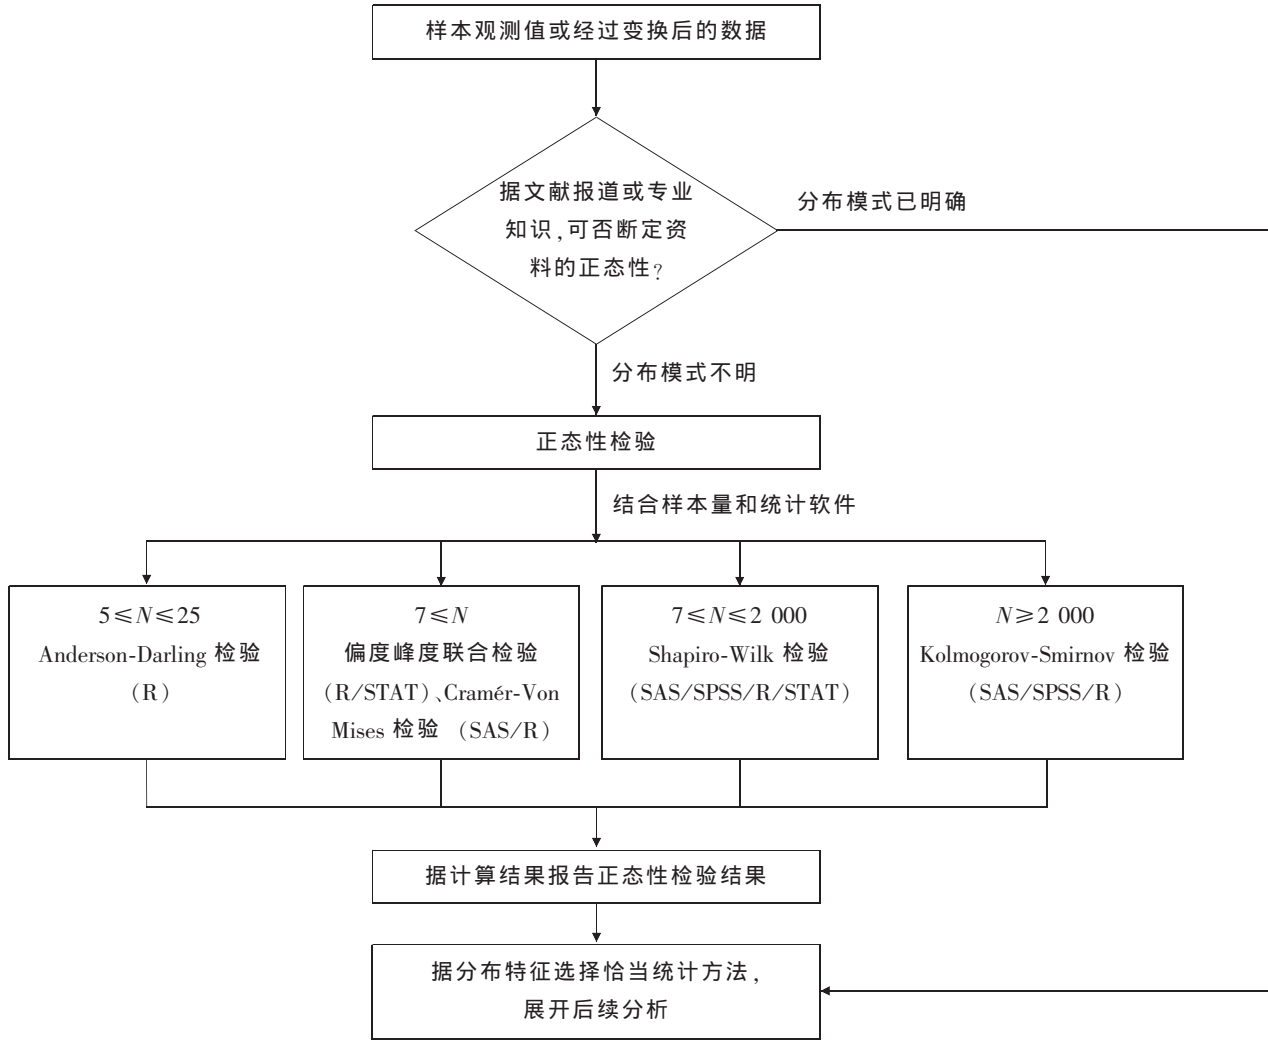 样本观测值或经过变换后的数据
据文献报道或专业
知识,可否断定资
料的正态性?
分布模式已明确
分布模式不明
正态性检验
结合样本量和统计软件
5≤N≤25
Anderson-Darling 检验
(R)
7≤N
偏度峰度联合检验
(R/STAT)、Cramér-Von
Mises 检验 (SAS/R)
7≤N≤2 000
Shapiro-Wilk 检验
(SAS/SPSS/R/STAT)
N≥2 000
Kolmogorov-Smirnov 检验
(SAS/SPSS/R)
据计算结果报告正态性检验结果
据分布特征选择恰当统计方法,
展开后续分析